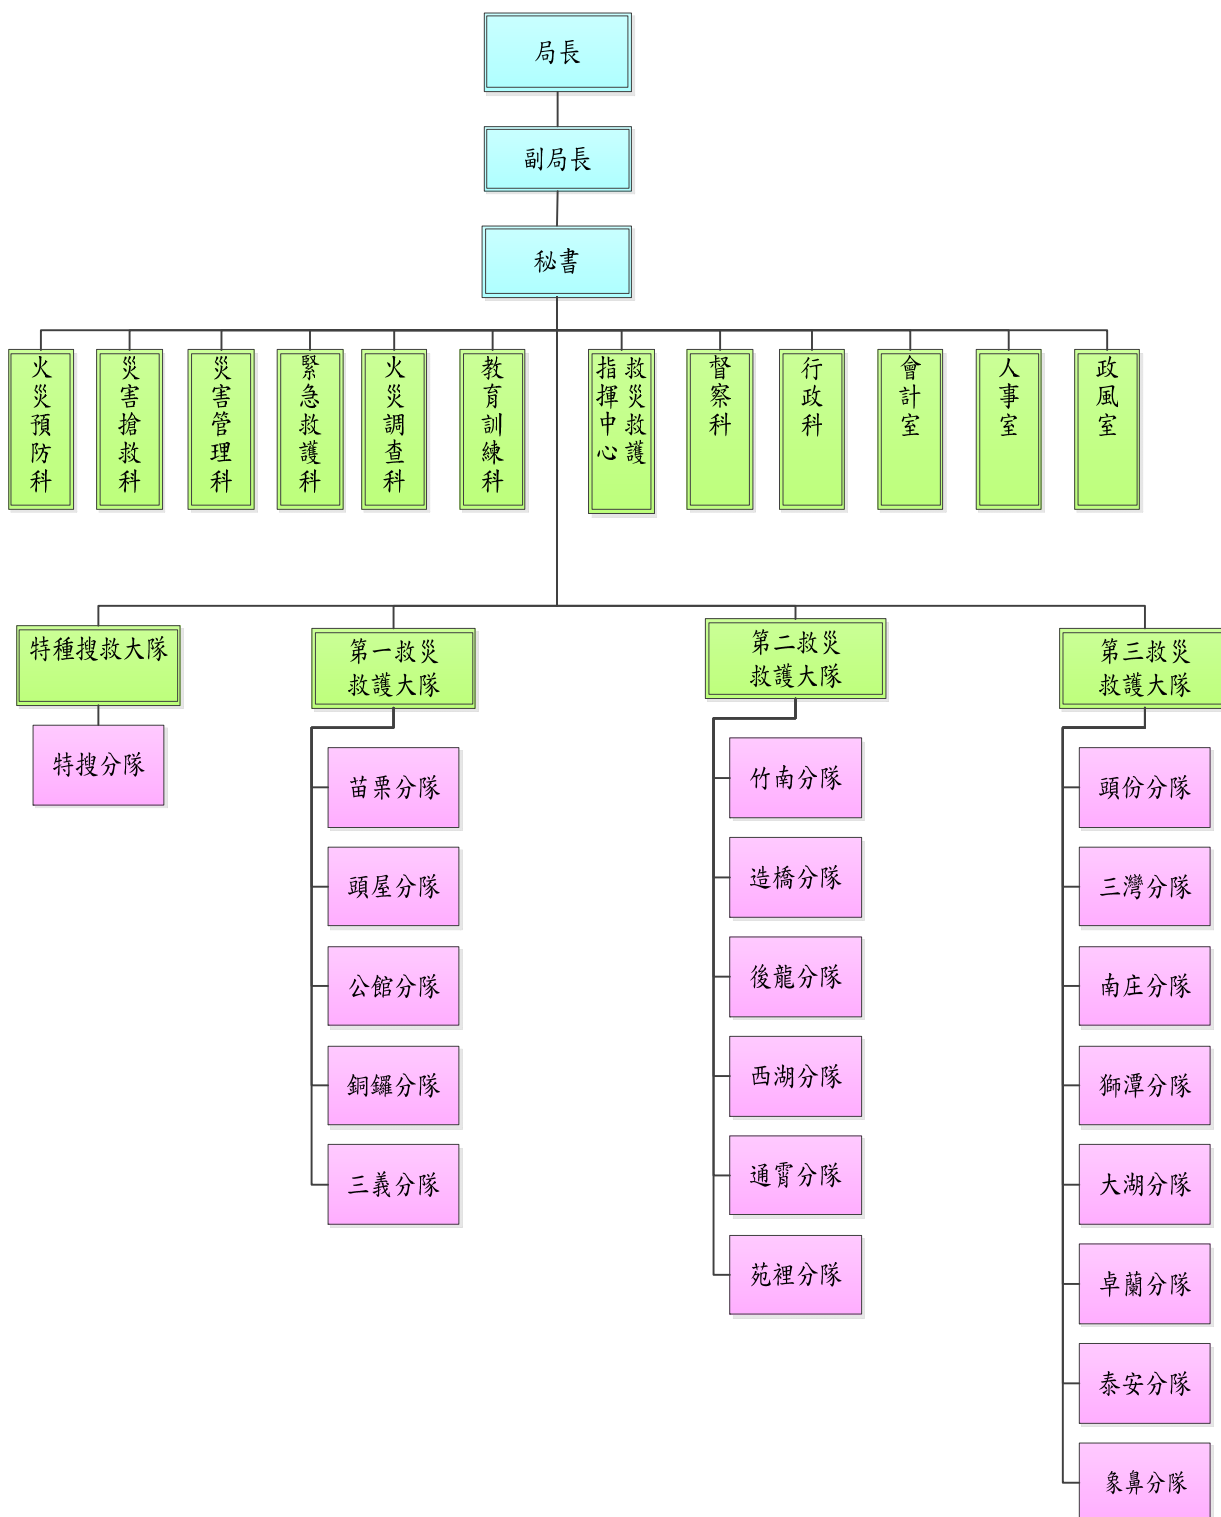 局長
副局長
秘書
火災預防科
災害搶救科
災害管理科
緊急救護科
火災調查科
教育訓練科
救災救護
指揮中心
督察科
行政科
會計室
人事室
政風室
特種搜救大隊
特搜分隊
第一救災
救護大隊
苗栗分隊
頭屋分隊
公館分隊
銅鑼分隊
三義分隊
第二救災
救護大隊
竹南分隊
造橋分隊
後龍分隊
西湖分隊
通霄分隊
苑裡分隊
第三救災
救護大隊
頭份分隊
三灣分隊
南庄分隊
獅潭分隊
大湖分隊
卓蘭分隊
泰安分隊
象鼻分隊